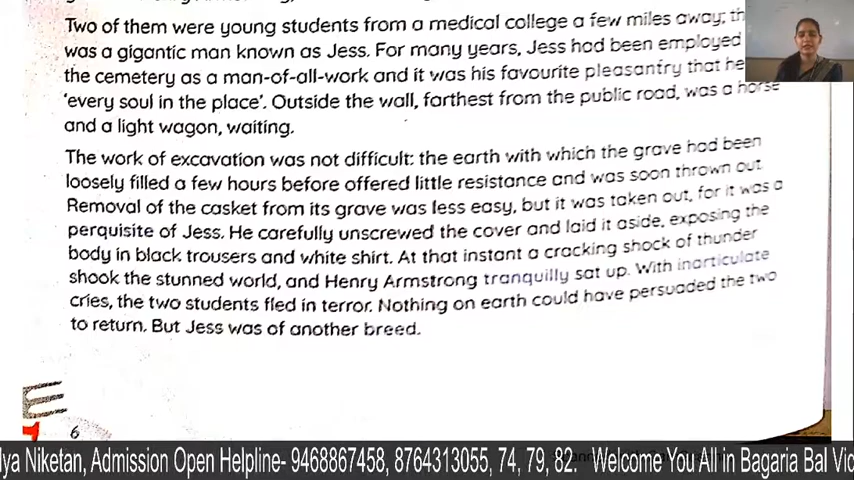 Two of them were young students from a medical college a few miles away; th
was a gigantic man known as Jess. For many years, Jess had been employed
the cemetery as a man-of-all-work and it was his favourite pleasantry that he
'every soul in the place'. Outside the wall, farthest from the public road, was a horse
and a light wagon, waiting.
The work of excavation was not difficult: the earth with which the grave had been
loosely filled a few hours before offered little resistance and was soon thrown out.
Removal of the casket from its grave was less easy, but it was taken out, for it was a
perquisite of Jess. He carefully unscrewed the cover and laid it aside, exposing the
body in black trousers and white shirt. At that instant a cracking shock of thunder
shook the stunned world, and Henry Armstrong tranquilly sat up. With inarticulate
cries, the two students fled in terror. Nothing on earth could have persuaded the two
to return. But Jess was of another breed.
6
lya Niketan, Admission Open Helpline- 9468867458, 8764313055, 74, 79, 82. Welcome You All in Bagaria Bal Vic